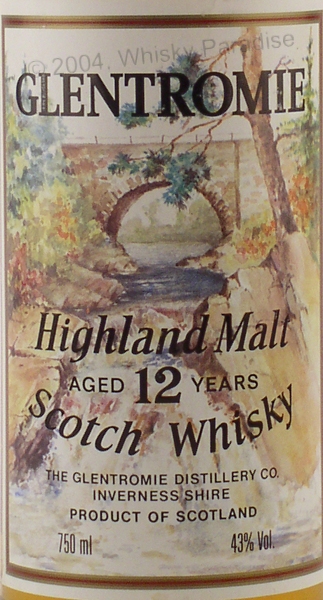 © 2004, Whisky Paradise
GLENTROMIE
Highland Malt
AGED 12 YEARS
Scotch Whisky
THE GLENTROMIE DISTILLERY CO.
INVERNESS SHIRE
PRODUCT OF SCOTLAND
750 ml 43% Vol.